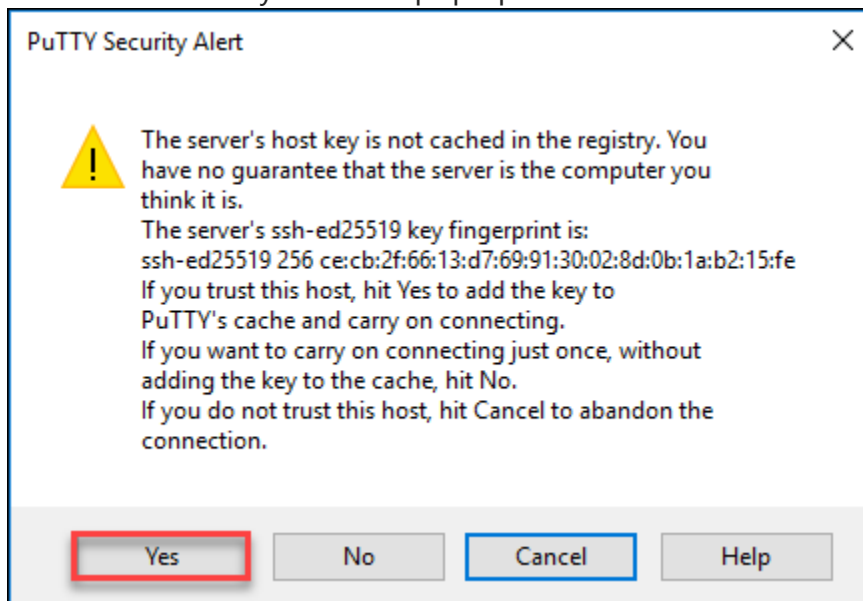 PuTTY Security Alert
The server's host key is not cached in the registry. You
have no guarantee that the server is the computer you
think it is.
The server's ssh-ed25519 key fingerprint is:
ssh-ed25519 256 ce:cb:2f:66:13:d7:69:91:30:02:8d:0b:1a:b2:15:fe
If you trust this host, hit Yes to add the key to
PuTTY's cache and carry on connecting.
If you want to carry on connecting just once, without
adding the key to the cache, hit No.
If you do not trust this host, hit Cancel to abandon the
connection.
Yes No Cancel Help